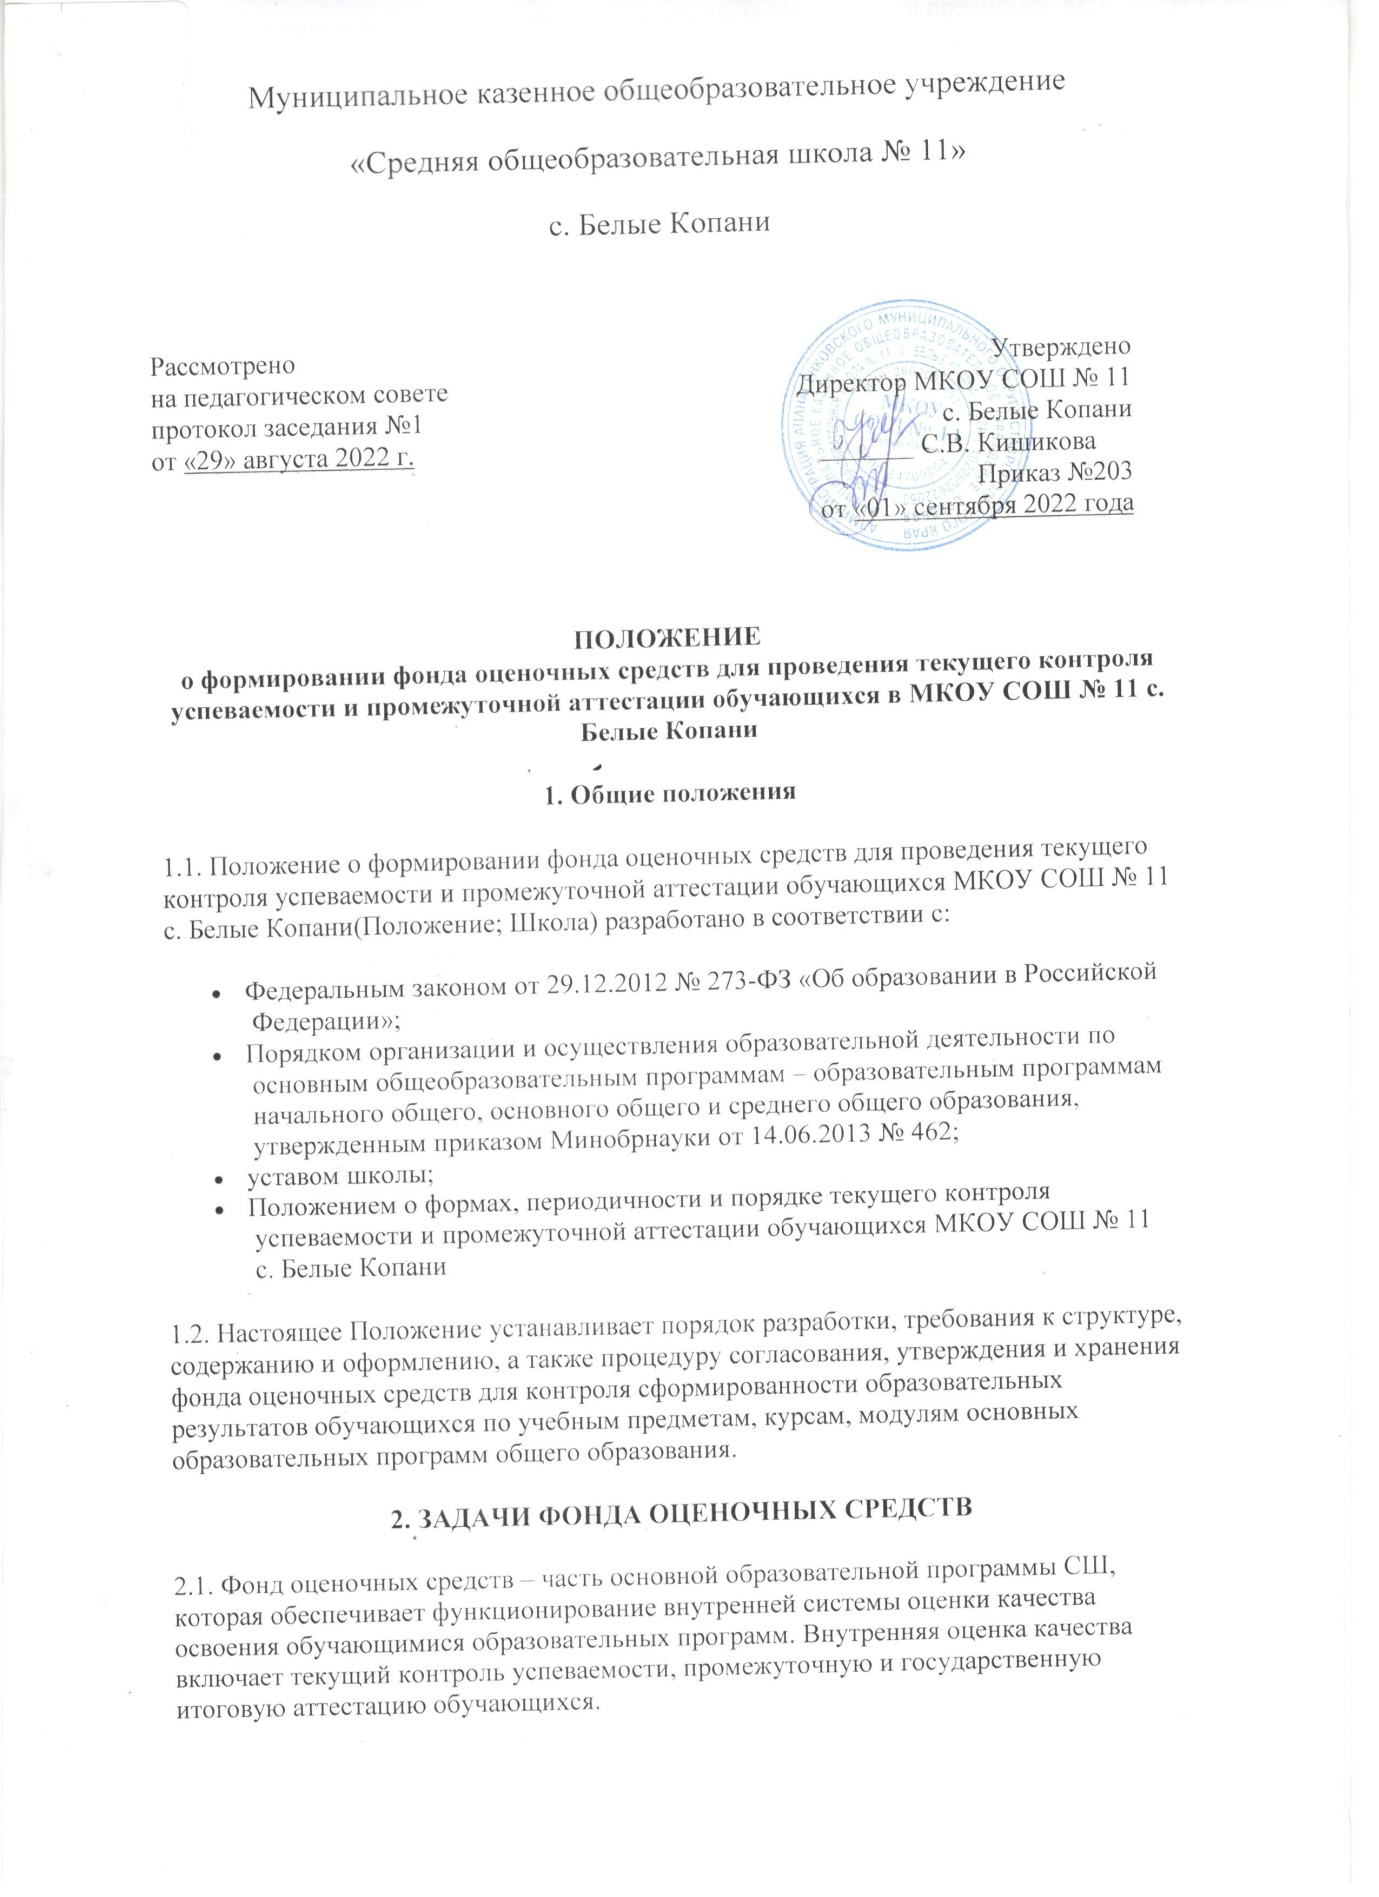 Муниципальное казенное общеобразовательное учреждение
«Средняя общеобразовательная школа № 11»
с. Белые Копани
Рассмотрено
на педагогическом совете
протокол заседания №1
от «29» августа 2022 г.
Утверждено
Директор МКОУ СОШ № 11
с. Белые Копани
С.В. Кишикова
Приказ №203
от «01» сентября 2022 года
ПОЛОЖЕНИЕ
о формировании фонда оценочных средств для проведения текущего контроля
успеваемости и промежуточной аттестации обучающихся в МКОУ СОШ № 11 с.
Белые Копани
1. Общие положения
1.1. Положение о формировании фонда оценочных средств для проведения текущего
контроля успеваемости и промежуточной аттестации обучающихся МКОУ СОШ № 11
с. Белые Копани(Положение; Школа) разработано в соответствии с:
• Федеральным законом от 29.12.2012 № 273-ФЗ «Об образовании в Российской
Федерации»;
• Порядком организации и осуществления образовательной деятельности по
основным общеобразовательным программам – образовательным программам
начального общего, основного общего и среднего общего образования,
утвержденным приказом Минобрнауки от 14.06.2013 № 462;
• уставом школы;
• Положением о формах, периодичности и порядке текущего контроля
успеваемости и промежуточной аттестации обучающихся МКОУ СОШ № 11
с. Белые Копани
1.2. Настоящее Положение устанавливает порядок разработки, требования к структуре,
содержанию и оформлению, а также процедуру согласования, утверждения и хранения
фонда оценочных средств для контроля сформированности образовательных
результатов обучающихся по учебным предметам, курсам, модулям основных
образовательных программ общего образования.
2. ЗАДАЧИ ФОНДА ОЦЕНОЧНЫХ СРЕДСТВ
2.1. Фонд оценочных средств – часть основной образовательной программы СШ,
которая обеспечивает функционирование внутренней системы оценки качества
освоения обучающимися образовательных программ. Внутренняя оценка качества
включает текущий контроль успеваемости, промежуточную и государственную
итоговую аттестацию обучающихся.